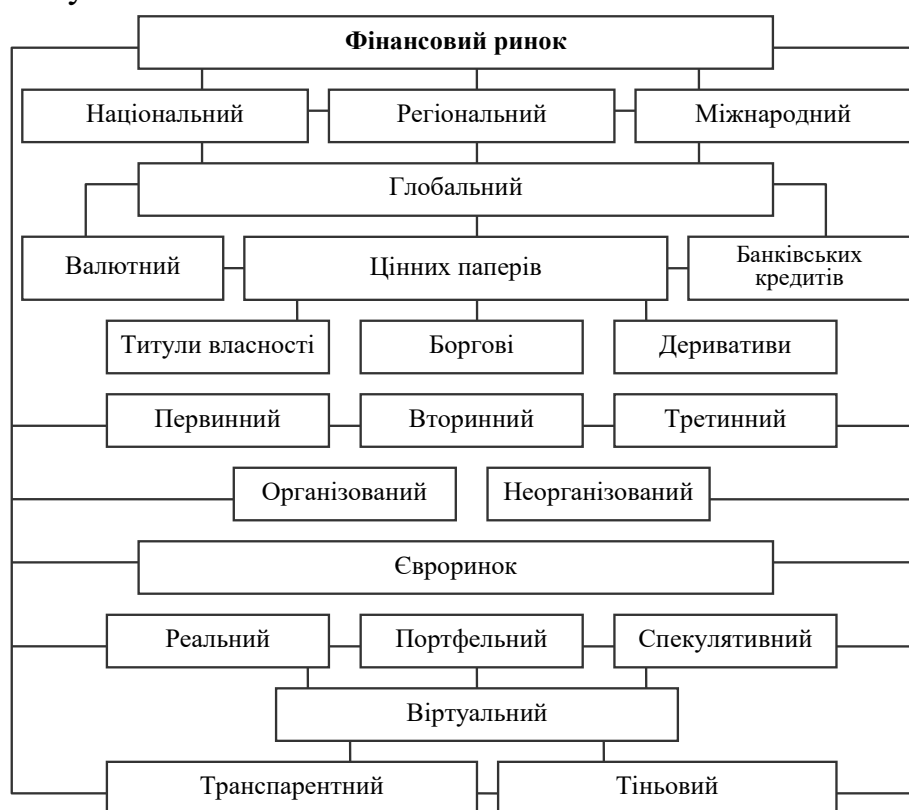 Фінансовий ринок
Національний
Регіональний
Міжнародний
Глобальний
Валютний
Цінних паперів
Банківських
кредитів
Титули власності
Боргові
Деривативи
Первинний
Вторинний
Третинний
Організований
Неорганізований
Євроринок
Реальний
Портфельний
Спекулятивний
Віртуальний
Транспарентний
Тіньовий